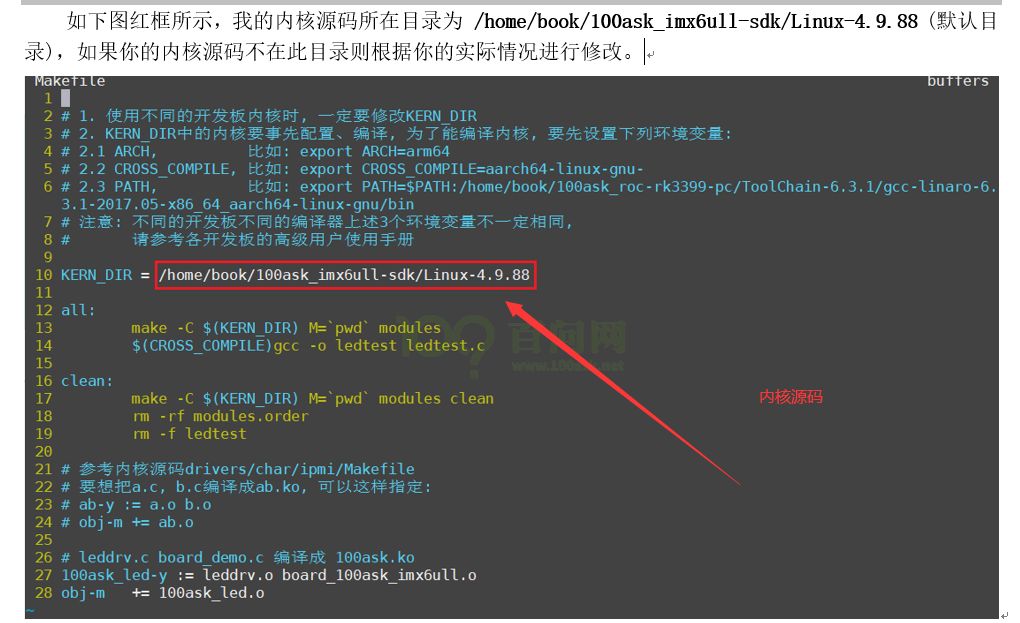 如下图红框所示，我的内核源码所在目录为 /home/book/100ask_imx6ull-sdk/Linux-4.9.88 (默认目
录)，如果你的内核源码不在此目录则根据你的实际情况进行修改。
Makefile buffers
1
2 # 1. 使用不同的开发板内核时, 一定要修改KERN_DIR
3 # 2. KERN_DIR中的内核要事先配置、编译, 为了能编译内核, 要先设置下列环境变量:
4 # 2.1 ARCH, 比如: export ARCH=arm64
5 # 2.2 CROSS_COMPILE, 比如: export CROSS_COMPILE=aarch64-linux-gnu-
6 # 2.3 PATH, 比如: export PATH=$PATH:/home/book/100ask_roc-rk3399-pc/ToolChain-6.3.1/gcc-linaro-6.
3.1-2017.05-x86_64_aarch64-linux-gnu/bin
7 # 注意: 不同的开发板不同的编译器上述3个环境变量不一定相同,
8 # 请参考各开发板的高级用户使用手册
9
10 KERN_DIR = /home/book/100ask_imx6ull-sdk/Linux-4.9.88
11
12 all:
13 make -C $(KERN_DIR) M=`pwd` modules
14 $(CROSS_COMPILE)gcc -o ledtest ledtest.c
15
16 clean:
17 make -C $(KERN_DIR) M=`pwd` modules clean
18 rm -rf modules.order
19 rm -f ledtest
20
21 # 参考内核源码drivers/char/ipmi/Makefile
22 # 要想把a.c, b.c编译成ab.ko, 可以这样指定:
23 # ab-y := a.o b.o
24 # obj-m += ab.o
25
26 # leddrv.c board_demo.c 编译成 100ask.ko
27 100ask_led-y := leddrv.o board_100ask_imx6ull.o
28 obj-m += 100ask_led.o
~
百问网
www.100ask.net
内核源码